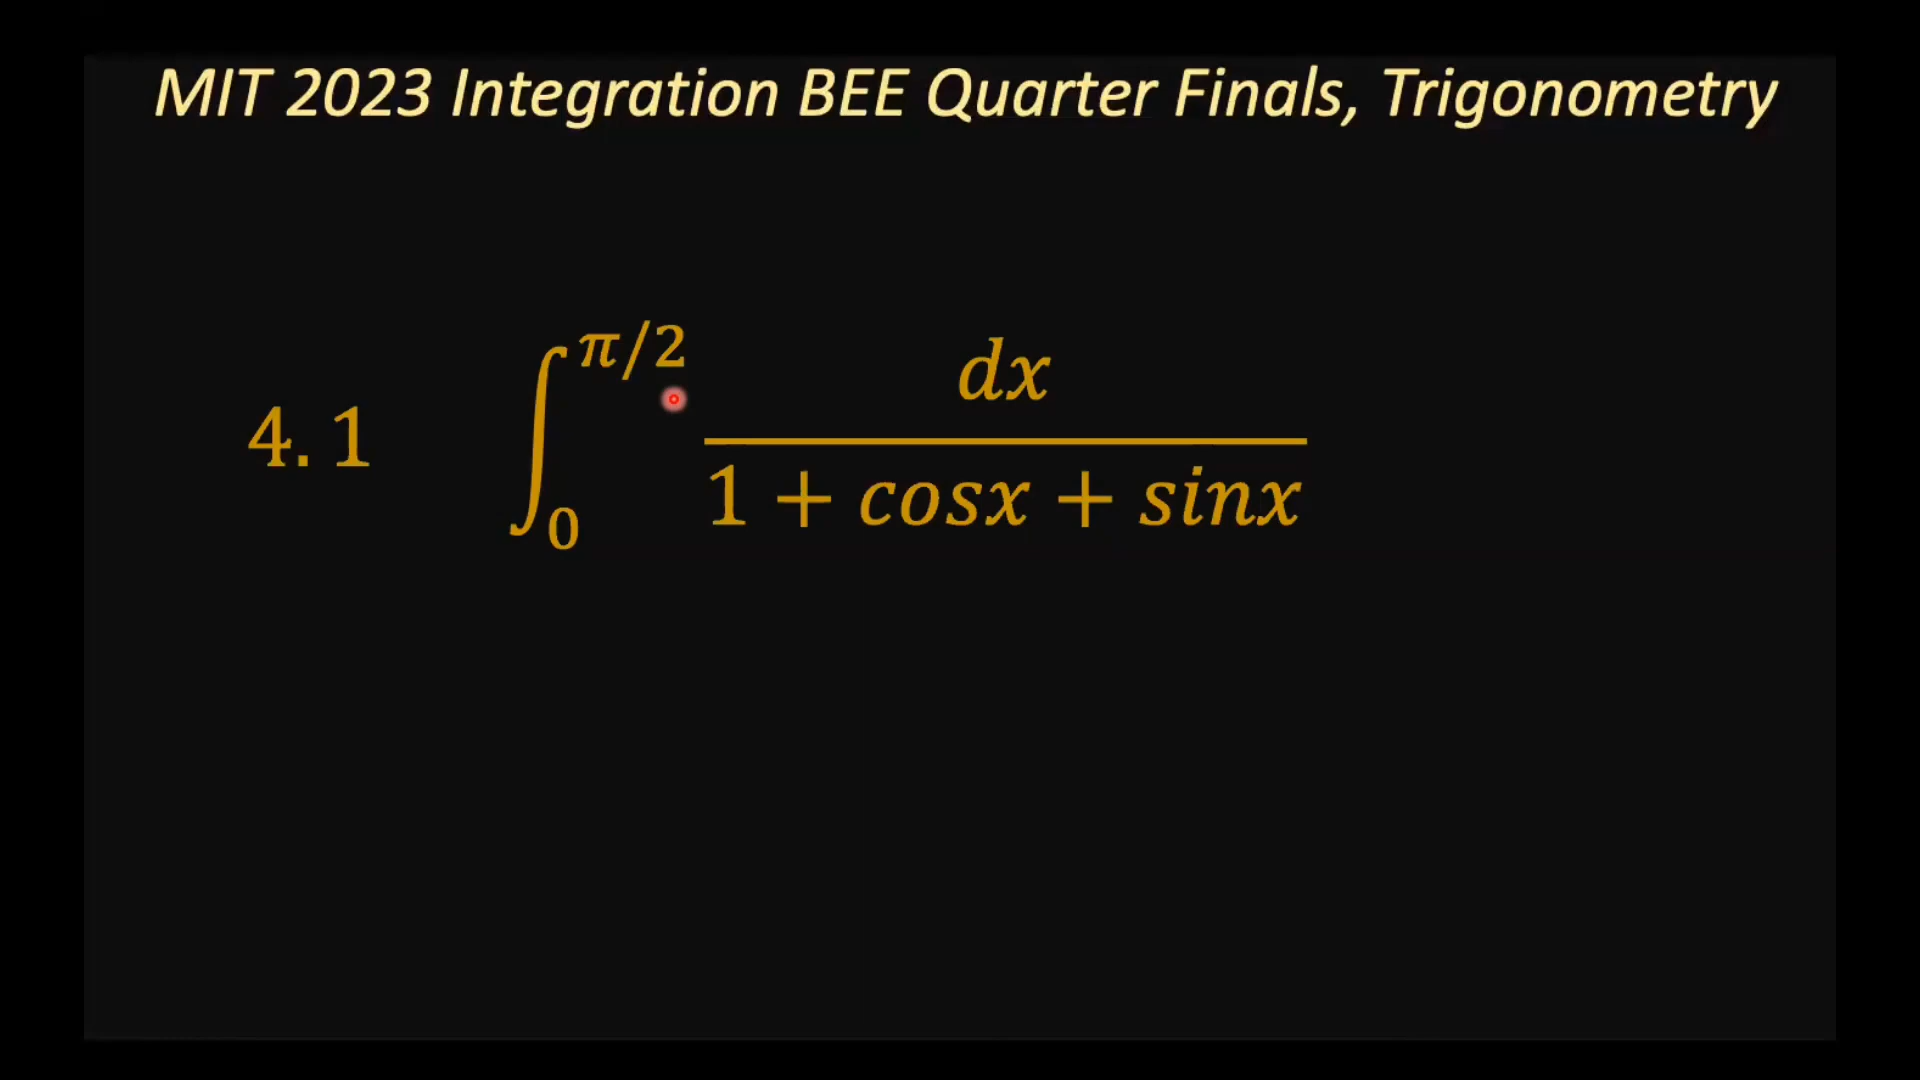 MIT 2023 Integration BEE Quarter Finals, Trigonometry
4.1 ∫₀^{π/2} dx / (1 + cosx + sinx)